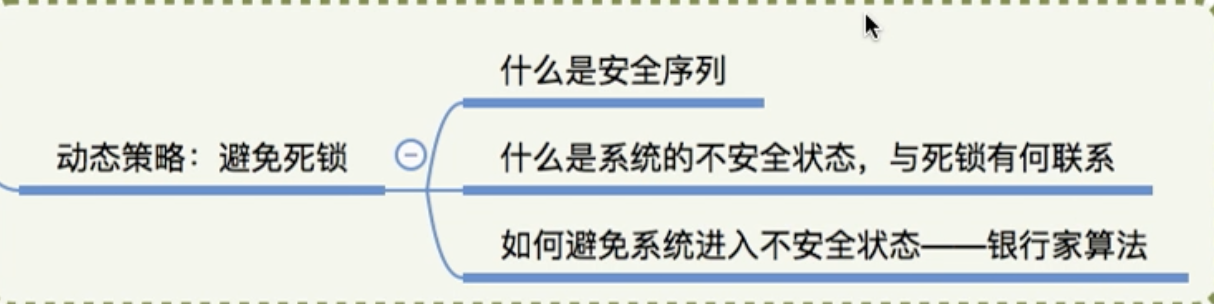 什么是安全序列
动态策略：避免死锁
什么是系统的不安全状态，与死锁有何联系
如何避免系统进入不安全状态——银行家算法